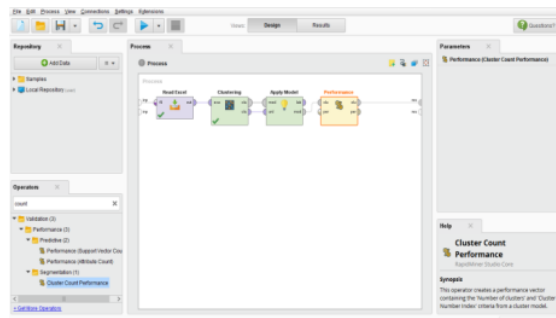 File Edit Process View Connections Settings Extensions
Views: Design Results
Questions?
Repository
Add Data
Samples
Local Repository
Process
Process
Process
Read Excel Clustering Apply Model Performance
Parameters
Performance (Cluster Count Performance)
Operators
count
Validation (3)
Performance (3)
Predictive (2)
Performance (Support Vector Cou
Performance (Attribute Count)
Segmentation (1)
Cluster Count Performance
Get More Operators
Help
Cluster Count
Performance
RapidMiner Studio Core
Synopsis
This operator creates a performance vector
containing the 'Number of clusters' and 'Cluster
Number Index' criteria from a cluster model.